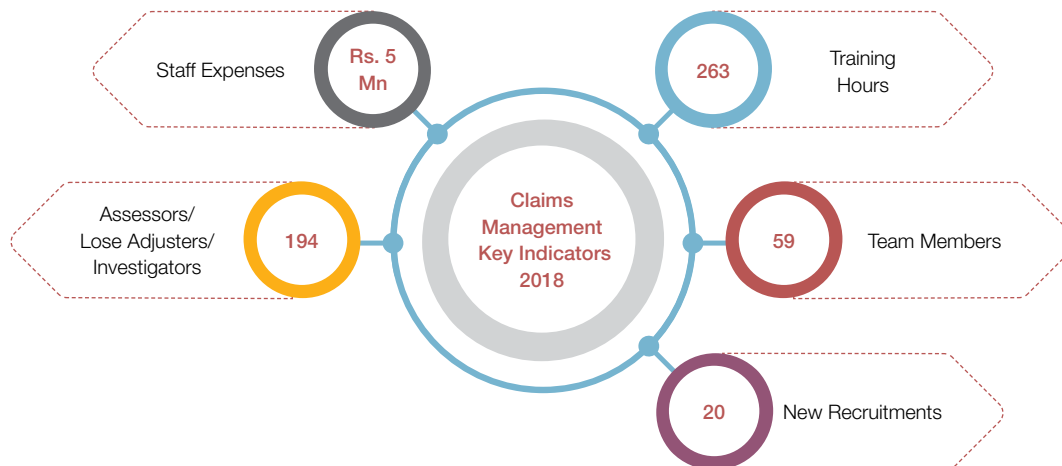 Staff Expenses
Rs. 5
Mn
263
Training
Hours
Assessors/
Lose Adjusters/
Investigators
194
Claims
Management
Key Indicators
2018
59
Team Members
20
New Recruitments